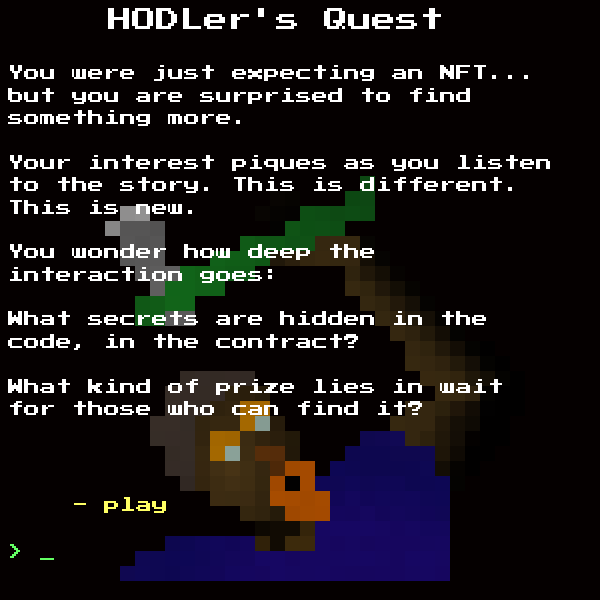 HODLer's Quest
You were just expecting an NFT...
but you are surprised to find
something more.
Your interest piques as you listen
to the story. This is different.
This is new.
You wonder how deep the
interaction goes:
What secrets are hidden in the
code, in the contract?
What kind of prize lies in wait
for those who can find it?
- play
> _